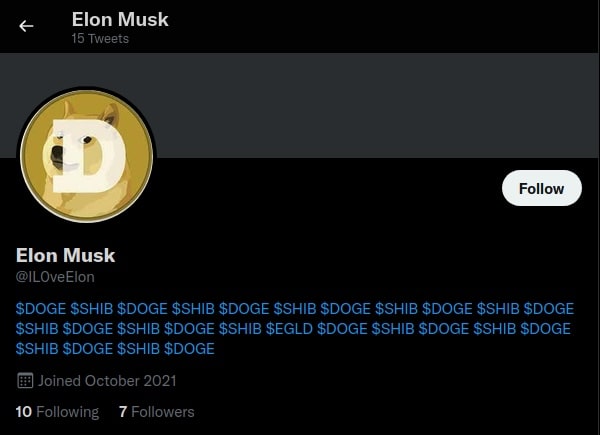 Elon Musk
15 Tweets
D
Follow
Elon Musk
@IL0veElon
$DOGE $SHIB $DOGE $SHIB $DOGE $SHIB $DOGE $SHIB $DOGE $SHIB $DOGE
$SHIB $DOGE $SHIB $DOGE $SHIB $EGLD $DOGE $SHIB $DOGE $SHIB $DOGE
$SHIB $DOGE $SHIB $DOGE
Joined October 2021
10 Following 7 Followers